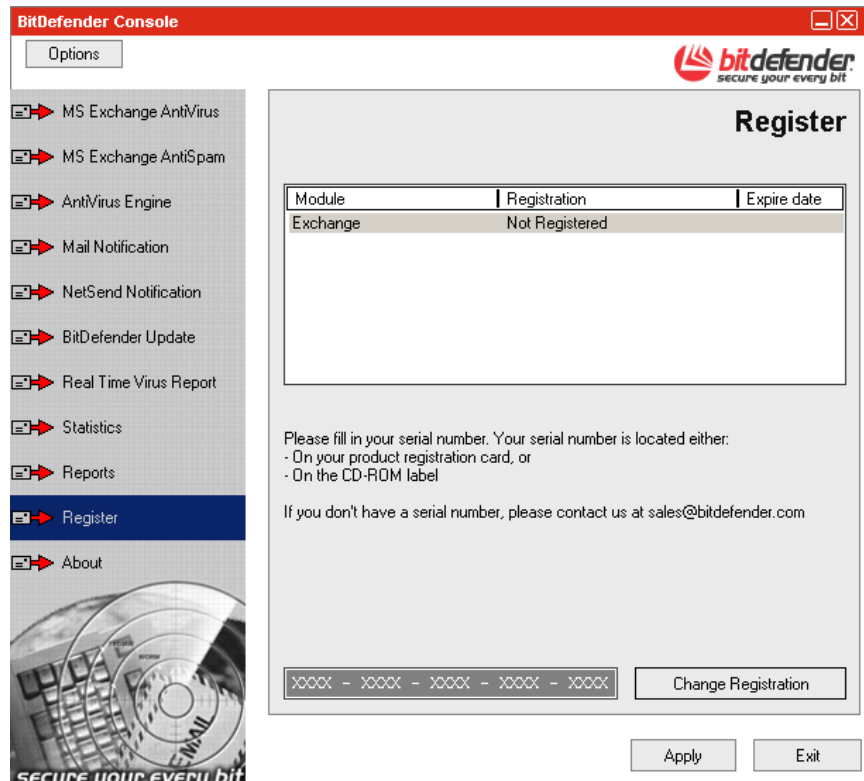 BitDefender Console
Options
bitdefender
secure your every bit
MS Exchange AntiVirus
MS Exchange AntiSpam
AntiVirus Engine
Mail Notification
NetSend Notification
BitDefender Update
Real Time Virus Report
Statistics
Reports
Register
About
TROJAN
WORM
EMAIL
secure your every bit
Register
Module Registration Expire date
Exchange Not Registered
Please fill in your serial number. Your serial number is located either:
- On your product registration card, or
- On the CD-ROM label
If you don't have a serial number, please contact us at sales@bitdefender.com
XXXX - XXXX - XXXX - XXXX - XXXX
Change Registration
Apply Exit